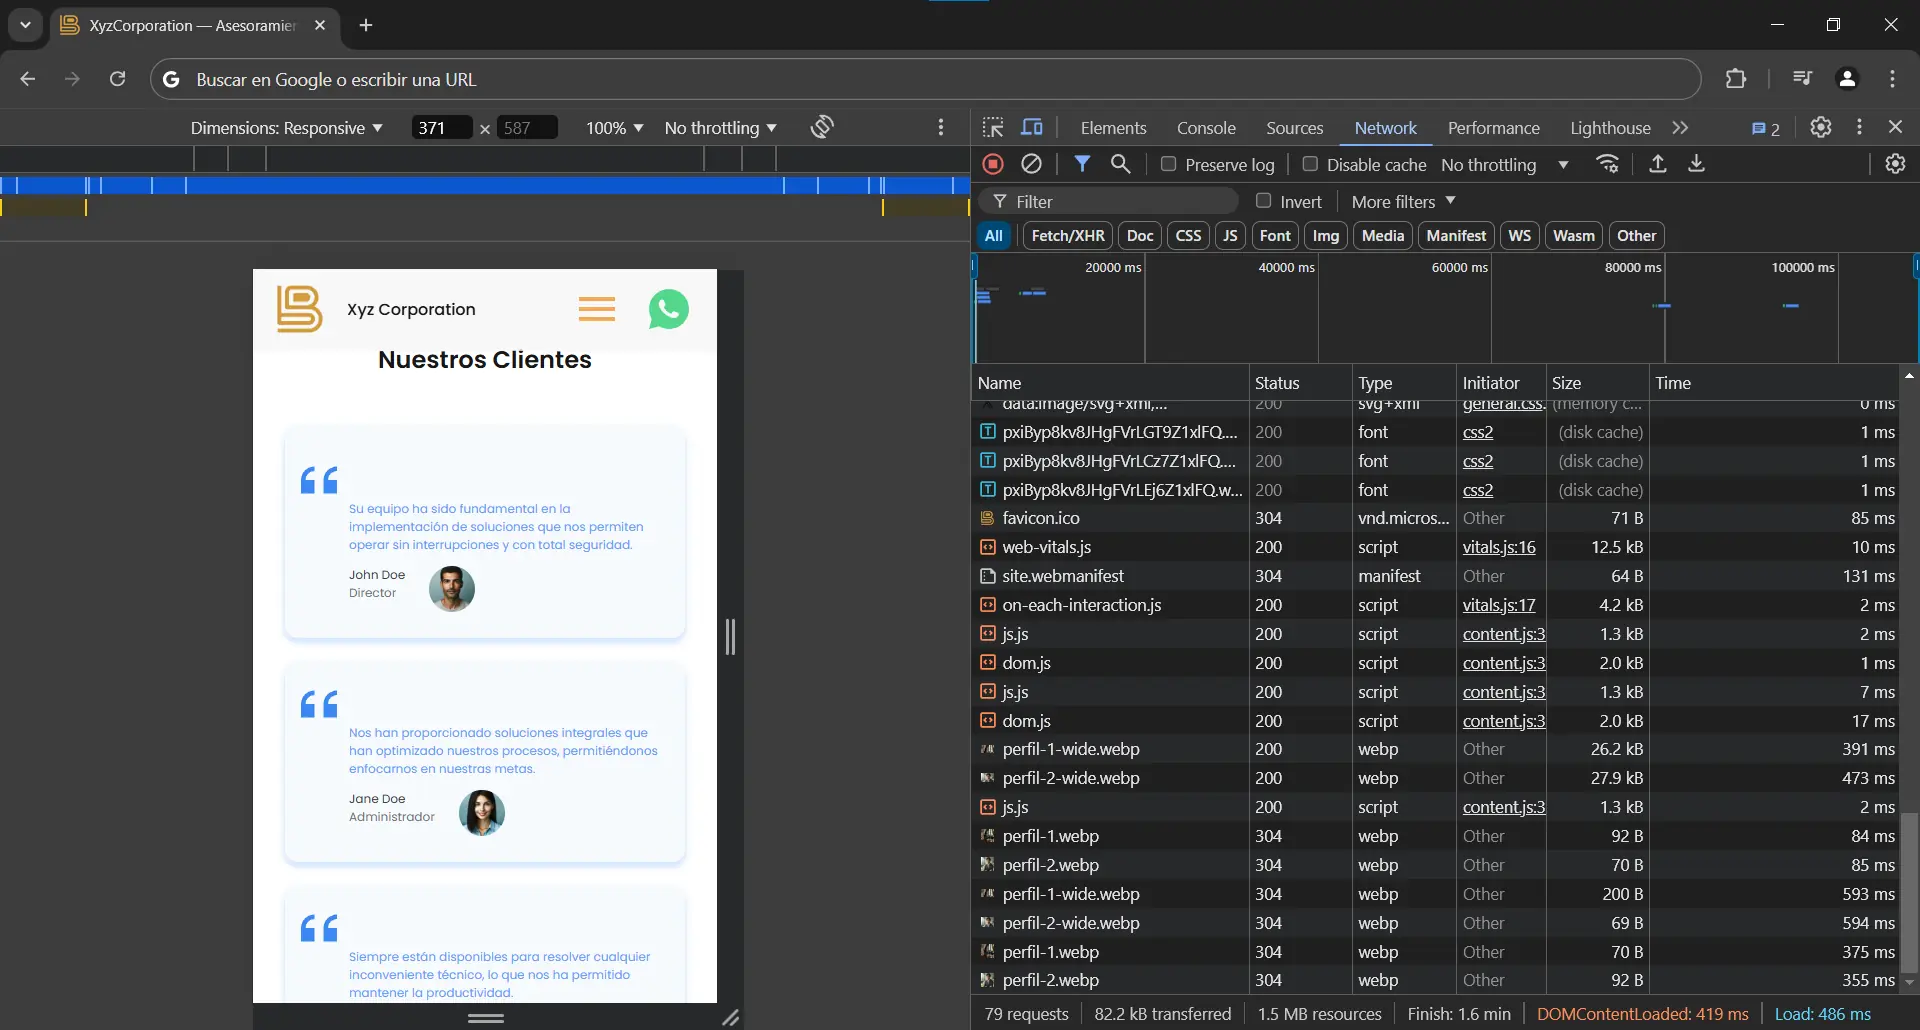 XyzCorporation — Asesoramier
Buscar en Google o escribir una URL
Dimensions: Responsive
371 × 587
100%
No throttling
Elements
Console
Sources
Network
Performance
Lighthouse
2
Preserve log
Disable cache
No throttling
Filter
Invert
More filters
All
Fetch/XHR
Doc
CSS
JS
Font
Img
Media
Manifest
WS
Wasm
Other
20000 ms
40000 ms
60000 ms
80000 ms
100000 ms
Xyz Corporation
Nuestros Clientes
Su equipo ha sido fundamental en la
implementación de soluciones que nos permiten
operar sin interrupciones y con total seguridad.
John Doe
Director
Nos han proporcionado soluciones integrales que
han optimizado nuestros procesos, permitiéndonos
enfocarnos en nuestras metas.
Jane Doe
Administrador
Siempre están disponibles para resolver cualquier
inconveniente técnico, lo que nos ha permitido
mantener la productividad.
Name Status Type Initiator Size Time
data:image/svg+xml,... 200 svg+xml general.css. (memory c... 0 ms
pxiByp8kv8JHgFVrLGT9Z1xlFQ.... 200 font css2 (disk cache) 1 ms
pxiByp8kv8JHgFVrLCz7Z1xlFQ.... 200 font css2 (disk cache) 1 ms
pxiByp8kv8JHgFVrLEj6Z1xlFQ.w... 200 font css2 (disk cache) 1 ms
favicon.ico 304 vnd.micros... Other 71 B 85 ms
web-vitals.js 200 script vitals.js:16 12.5 kB 10 ms
site.webmanifest 304 manifest Other 64 B 131 ms
on-each-interaction.js 200 script vitals.js:17 4.2 kB 2 ms
js.js 200 script content.js:3 1.3 kB 2 ms
dom.js 200 script content.js:3 2.0 kB 1 ms
js.js 200 script content.js:3 1.3 kB 7 ms
dom.js 200 script content.js:3 2.0 kB 17 ms
perfil-1-wide.webp 200 webp Other 26.2 kB 391 ms
perfil-2-wide.webp 200 webp Other 27.9 kB 473 ms
js.js 200 script content.js:3 1.3 kB 2 ms
perfil-1.webp 304 webp Other 92 B 84 ms
perfil-2.webp 304 webp Other 70 B 85 ms
perfil-1-wide.webp 304 webp Other 200 B 593 ms
perfil-2-wide.webp 304 webp Other 69 B 594 ms
perfil-1.webp 304 webp Other 70 B 375 ms
perfil-2.webp 304 webp Other 92 B 355 ms
79 requests
82.2 kB transferred
1.5 MB resources
Finish: 1.6 min
DOMContentLoaded: 419 ms
Load: 486 ms